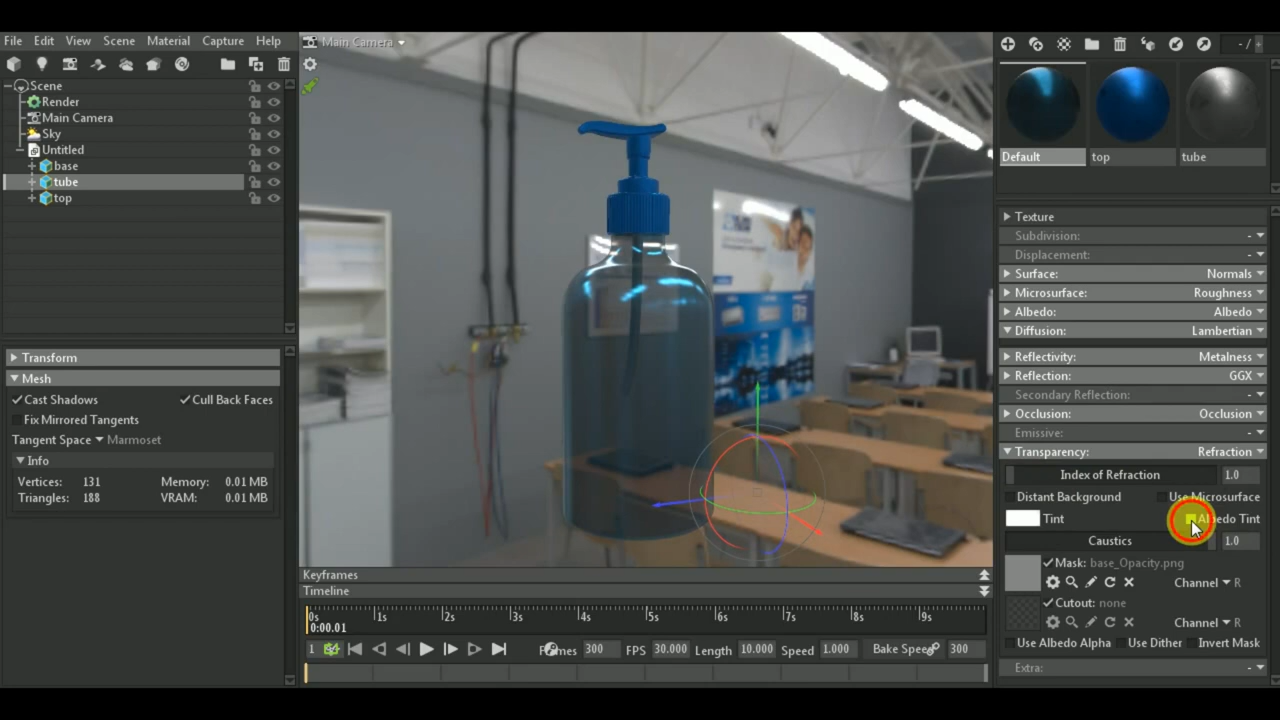 File Edit View Scene Material Capture Help
Main Camera
- /
Scene
Render
Main Camera
Sky
Untitled
base
tube
top
Default top tube
Transform
Mesh
Cast Shadows Cull Back Faces
Fix Mirrored Tangents
Tangent Space Marmoset
Info
Vertices: 131 Memory: 0.01 MB
Triangles: 188 VRAM: 0.01 MB
Texture
Subdivision: -
Displacement: -
Surface: Normals
Microsurface: Roughness
Albedo: Albedo
Diffusion: Lambertian
Reflectivity: Metalness
Reflection: GGX
Secondary Reflection: -
Occlusion: Occlusion
Emissive: -
Transparency: Refraction
Index of Refraction 1.0
Distant Background Use Microsurface
Tint Albedo Tint
Caustics 1.0
Mask: base_Opacity.png
Channel R
Cutout: none
Channel R
Use Albedo Alpha Use Dither Invert Mask
Extra: -
Keyframes
Timeline
0s 1s 2s 3s 4s 5s 6s 7s 8s 9s
0:00.01
1 Frames 300 FPS 30.000 Length 10.000 Speed 1.000 Bake Speed 300